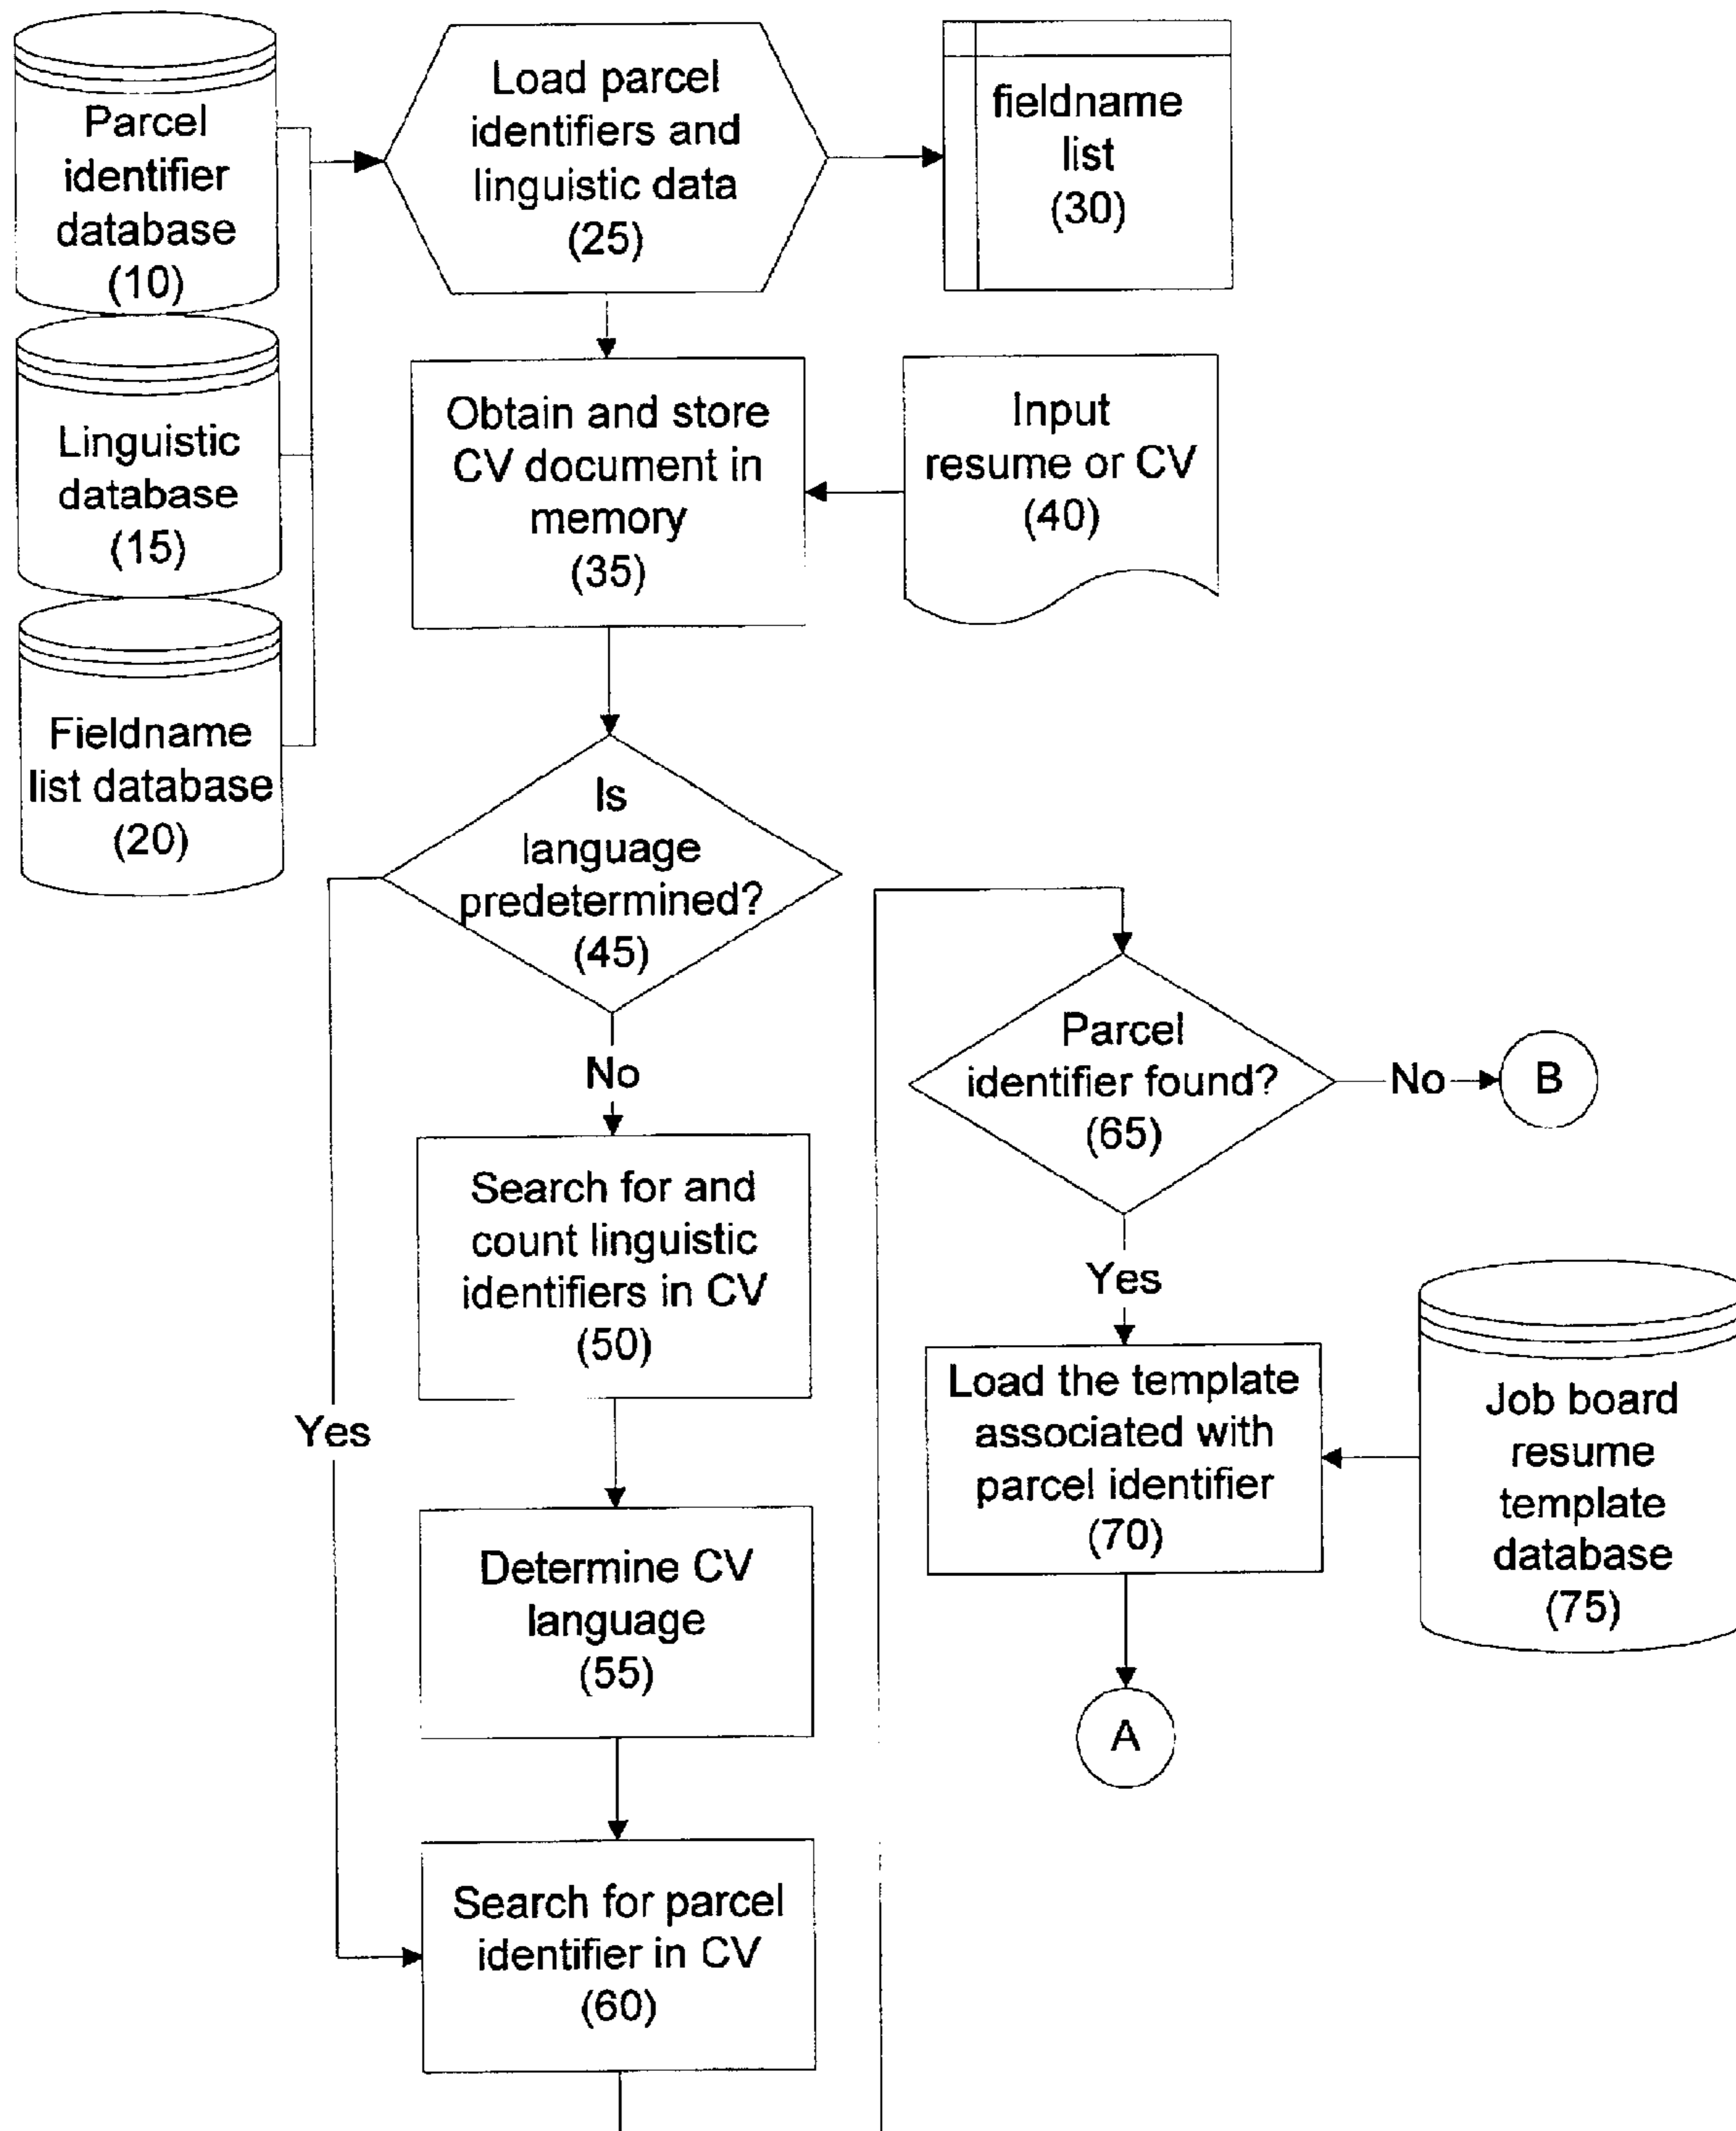 Parcel
identifier
database
(10)
Load parcel
identifiers and
linguistic data
(25)
fieldname
list
(30)
Linguistic
database
(15)
Obtain and store
CV document in
memory
(35)
Input
resume or CV
(40)
Fieldname
list database
(20)
Is
language
predetermined?
(45)
No
Yes
Search for and
count linguistic
identifiers in CV
(50)
Determine CV
language
(55)
Search for parcel
identifier in CV
(60)
Parcel
identifier found?
(65)
No
B
Yes
Load the template
associated with
parcel identifier
(70)
Job board
resume
template
database
(75)
A